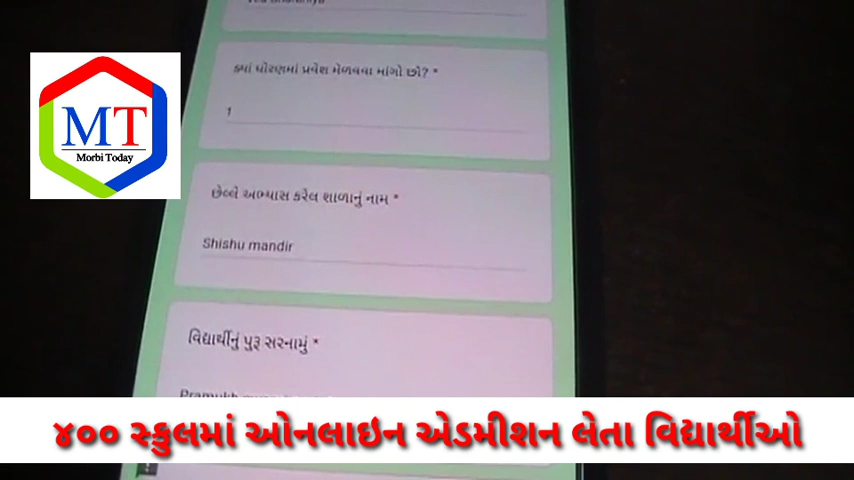 ક્યાં ધોરણમાં પ્રવેશ મેળવવા માંગો છો? *
1
MT
Morbi Today
છેલ્લે અભ્યાસ કરેલ શાળાનું નામ *
Shishu mandir
વિદ્યાર્થીનું પુરૂ સરનામું *
૪૦૦ સ્કુલમાં ઓનલાઇન એડમીશન લેતા વિદ્યાર્થીઓ